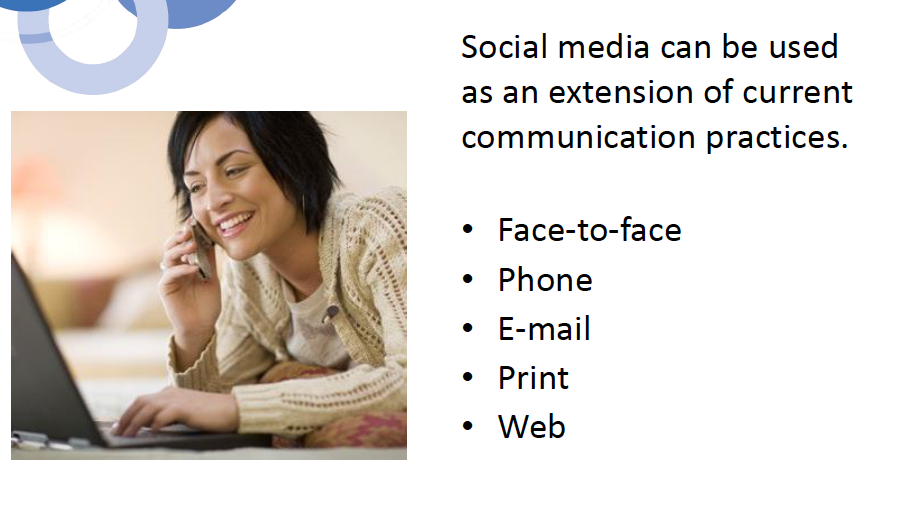 Social media can be used
as an extension of current
communication practices.
• Face-to-face
• Phone
• E-mail
• Print
• Web